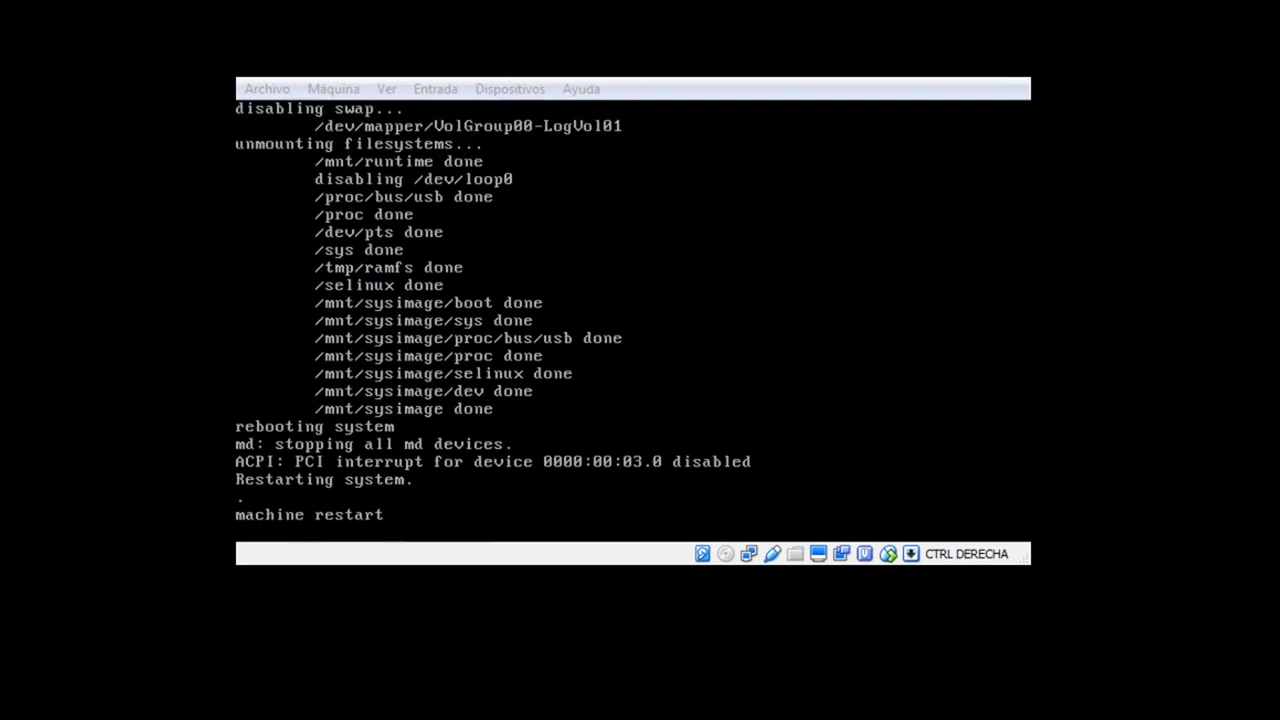 Archivo Máquina Ver Entrada Dispositivos Ayuda
disabling swap...
/dev/mapper/VolGroup00-LogVol01
unmounting filesystems...
/mnt/runtime done
disabling /dev/loop0
/proc/bus/usb done
/proc done
/dev/pts done
/sys done
/tmp/ramfs done
/selinux done
/mnt/sysimage/boot done
/mnt/sysimage/sys done
/mnt/sysimage/proc/bus/usb done
/mnt/sysimage/proc done
/mnt/sysimage/selinux done
/mnt/sysimage/dev done
/mnt/sysimage done
rebooting system
md: stopping all md devices.
ACPI: PCI interrupt for device 0000:00:03.0 disabled
Restarting system.
.
machine restart
CTRL DERECHA